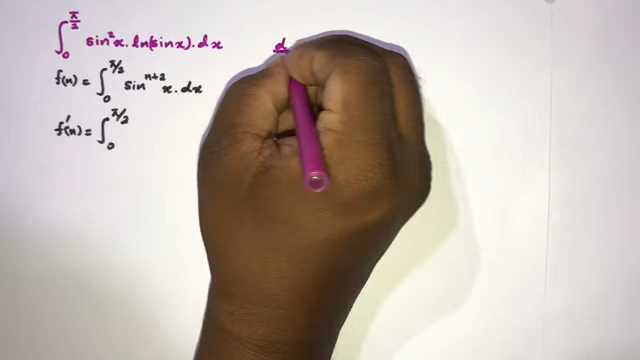 ∫₀^(π/2) sin²x.ln(sinx).dx
d
f(n) = ∫₀^(π/2) sin^(n+2) x.dx
f'(n) = ∫₀^(π/2)